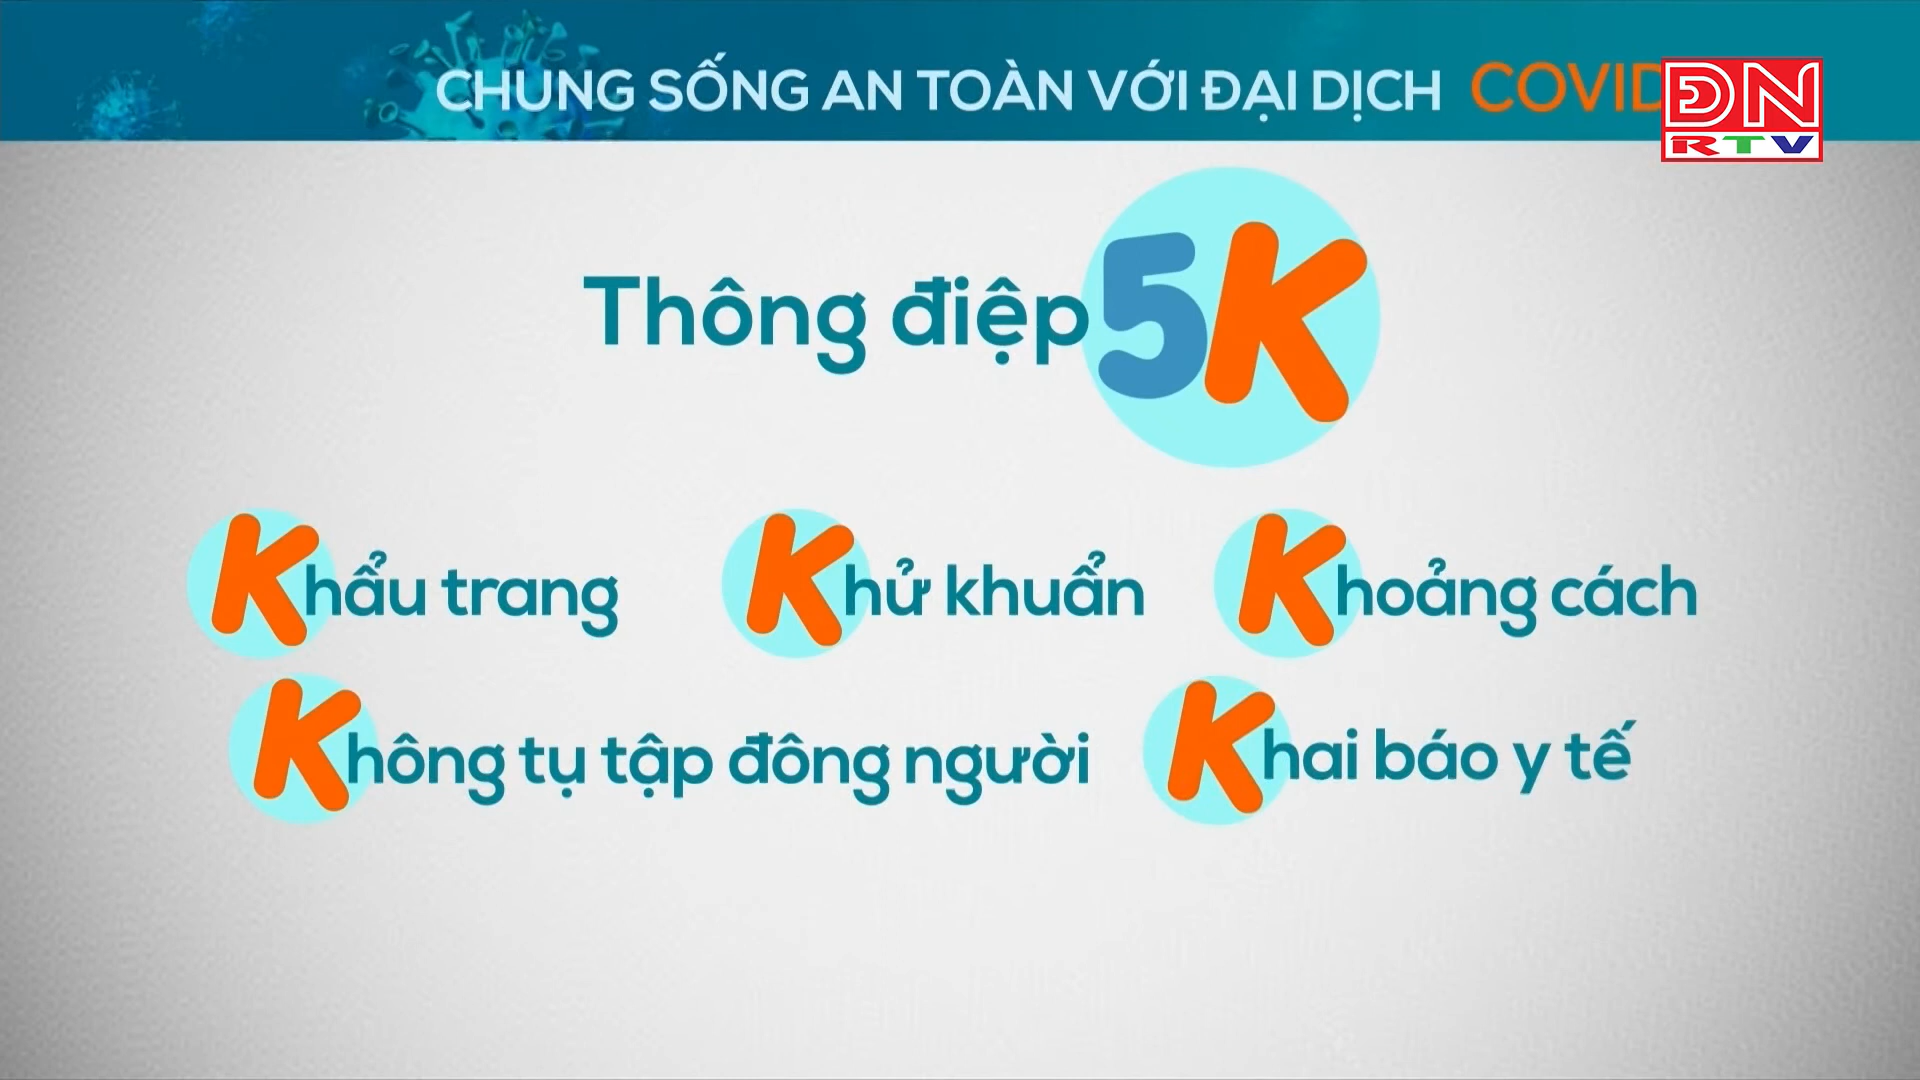 CHUNG SỐNG AN TOÀN VỚI ĐẠI DỊCH COVID
ĐN
RTV
Thông điệp 5K
Khẩu trang Khử khuẩn Khoảng cách
Không tụ tập đông người Khai báo y tế